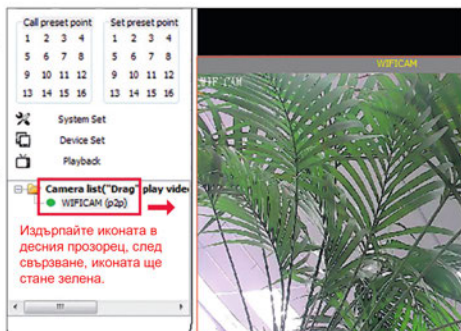 Call preset point
Set preset point
1 2 3 4
1 2 3 4
5 6 7 8
5 6 7 8
9 10 11 12
9 10 11 12
13 14 15 16
13 14 15 16
System Set
Device Set
Playback
Camera list("Drag" play vide
WIFICAM (p2p)
Издърпайте иконата в
десния прозорец, след
свързване, иконата ще
стане зелена.
WIFICAM
WIFICAM